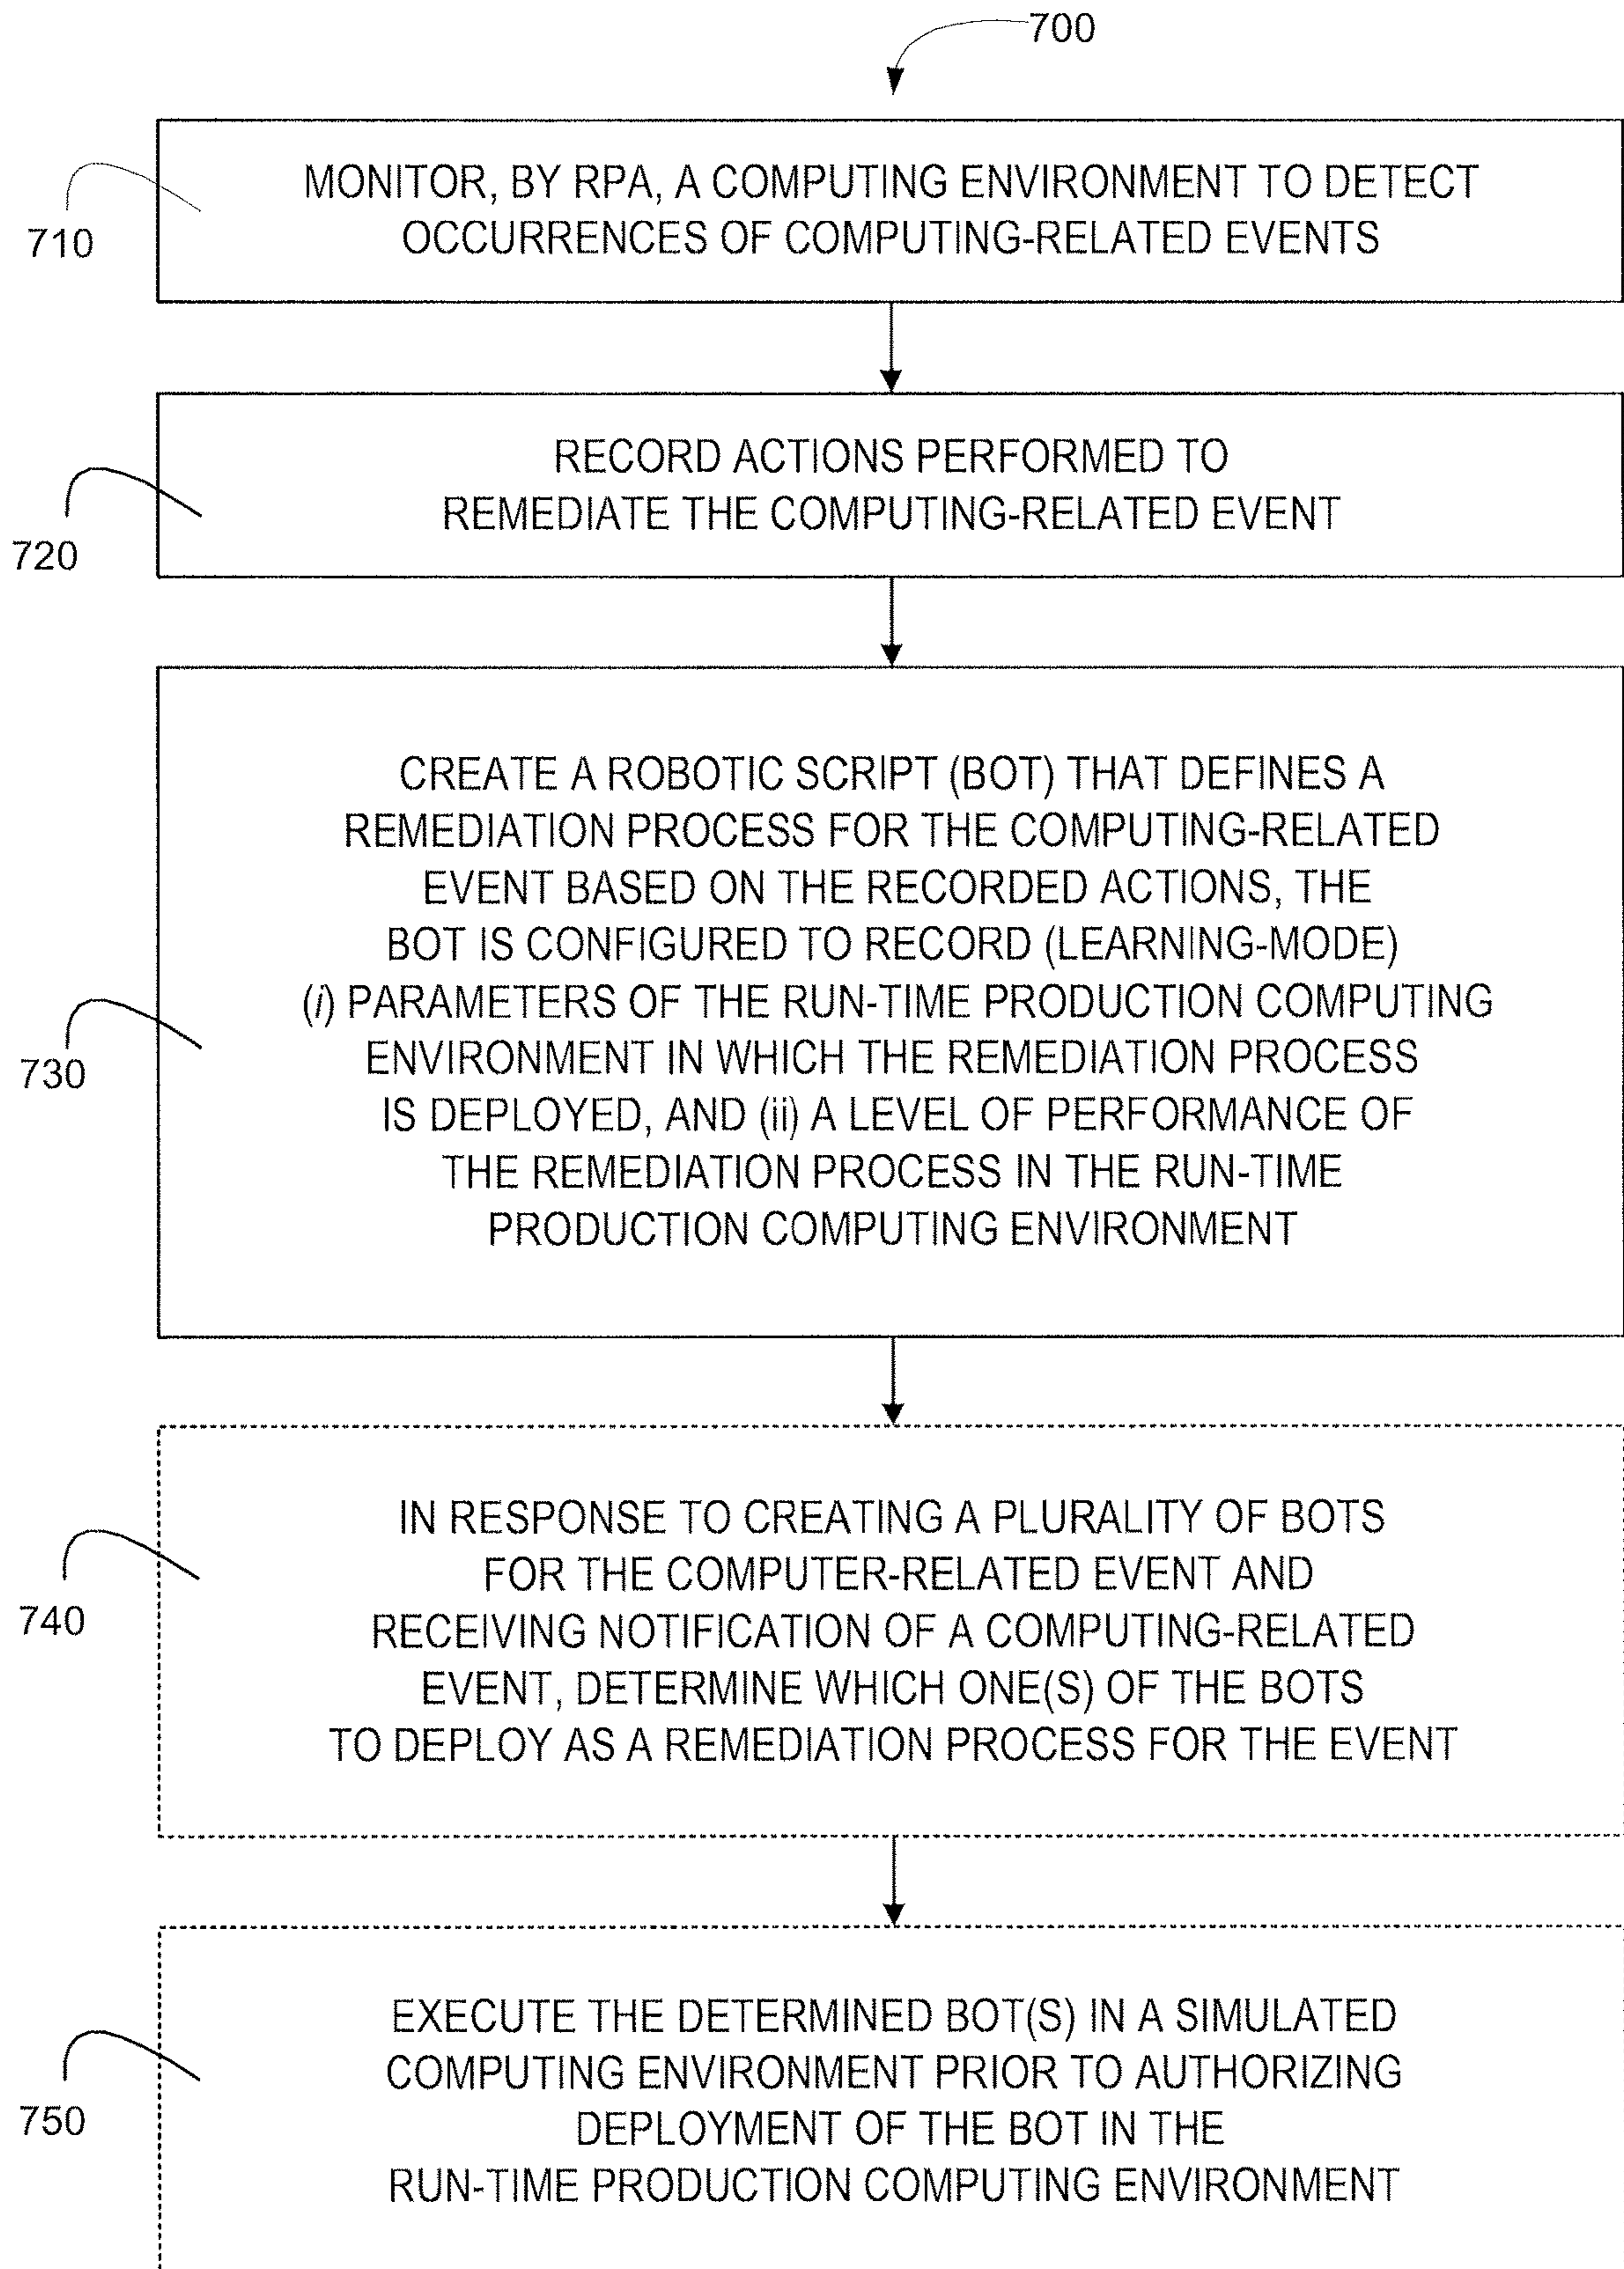 700
MONITOR, BY RPA, A COMPUTING ENVIRONMENT TO DETECT
OCCURRENCES OF COMPUTING-RELATED EVENTS
710
RECORD ACTIONS PERFORMED TO
REMEDIATE THE COMPUTING-RELATED EVENT
720
CREATE A ROBOTIC SCRIPT (BOT) THAT DEFINES A
REMEDIATION PROCESS FOR THE COMPUTING-RELATED
EVENT BASED ON THE RECORDED ACTIONS, THE
BOT IS CONFIGURED TO RECORD (LEARNING-MODE)
(i) PARAMETERS OF THE RUN-TIME PRODUCTION COMPUTING
ENVIRONMENT IN WHICH THE REMEDIATION PROCESS
IS DEPLOYED, AND (ii) A LEVEL OF PERFORMANCE OF
THE REMEDIATION PROCESS IN THE RUN-TIME
PRODUCTION COMPUTING ENVIRONMENT
730
IN RESPONSE TO CREATING A PLURALITY OF BOTS
FOR THE COMPUTER-RELATED EVENT AND
RECEIVING NOTIFICATION OF A COMPUTING-RELATED
EVENT, DETERMINE WHICH ONE(S) OF THE BOTS
TO DEPLOY AS A REMEDIATION PROCESS FOR THE EVENT
740
EXECUTE THE DETERMINED BOT(S) IN A SIMULATED
COMPUTING ENVIRONMENT PRIOR TO AUTHORIZING
DEPLOYMENT OF THE BOT IN THE
RUN-TIME PRODUCTION COMPUTING ENVIRONMENT
750